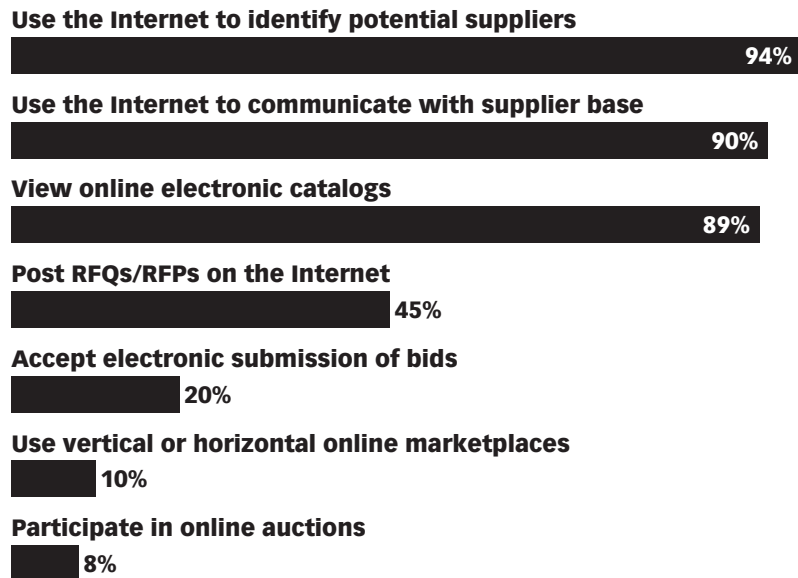 Use the Internet to identify potential suppliers
94%
Use the Internet to communicate with supplier base
90%
View online electronic catalogs
89%
Post RFQs/RFPs on the Internet
45%
Accept electronic submission of bids
20%
Use vertical or horizontal online marketplaces
10%
Participate in online auctions
8%